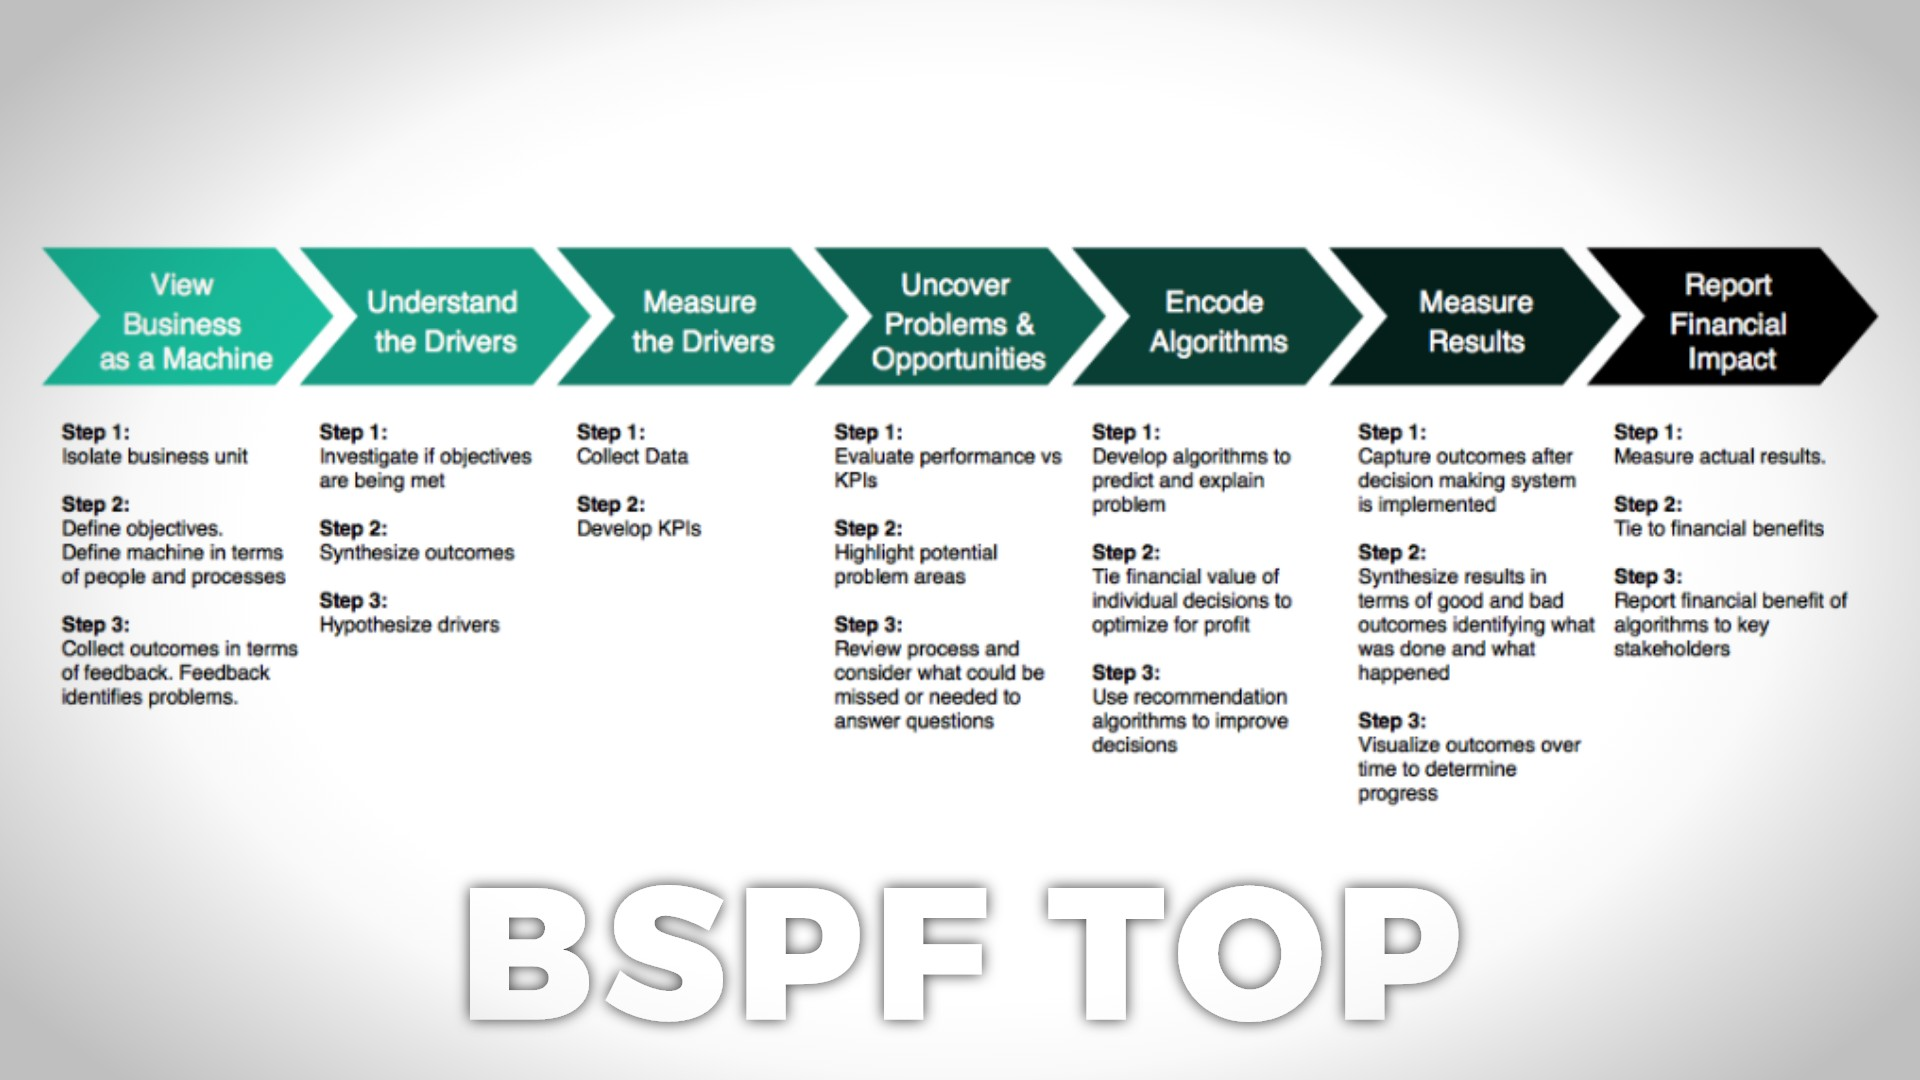 View
Business
as a Machine
Understand
the Drivers
Measure
the Drivers
Uncover
Problems &
Opportunities
Encode
Algorithms
Measure
Results
Report
Financial
Impact
Step 1:
Isolate business unit
Step 2:
Define objectives.
Define machine in terms
of people and processes
Step 3:
Collect outcomes in terms
of feedback. Feedback
identifies problems.
Step 1:
Investigate if objectives
are being met
Step 2:
Synthesize outcomes
Step 3:
Hypothesize drivers
Step 1:
Collect Data
Step 2:
Develop KPIs
Step 1:
Evaluate performance vs
KPIs
Step 2:
Highlight potential
problem areas
Step 3:
Review process and
consider what could be
missed or needed to
answer questions
Step 1:
Develop algorithms to
predict and explain
problem
Step 2:
Tie financial value of
individual decisions to
optimize for profit
Step 3:
Use recommendation
algorithms to improve
decisions
Step 1:
Capture outcomes after
decision making system
is implemented
Step 2:
Synthesize results in
terms of good and bad
outcomes identifying what
was done and what
happened
Step 3:
Visualize outcomes over
time to determine
progress
Step 1:
Measure actual results.
Step 2:
Tie to financial benefits
Step 3:
Report financial benefit of
algorithms to key
stakeholders
BSPF TOP